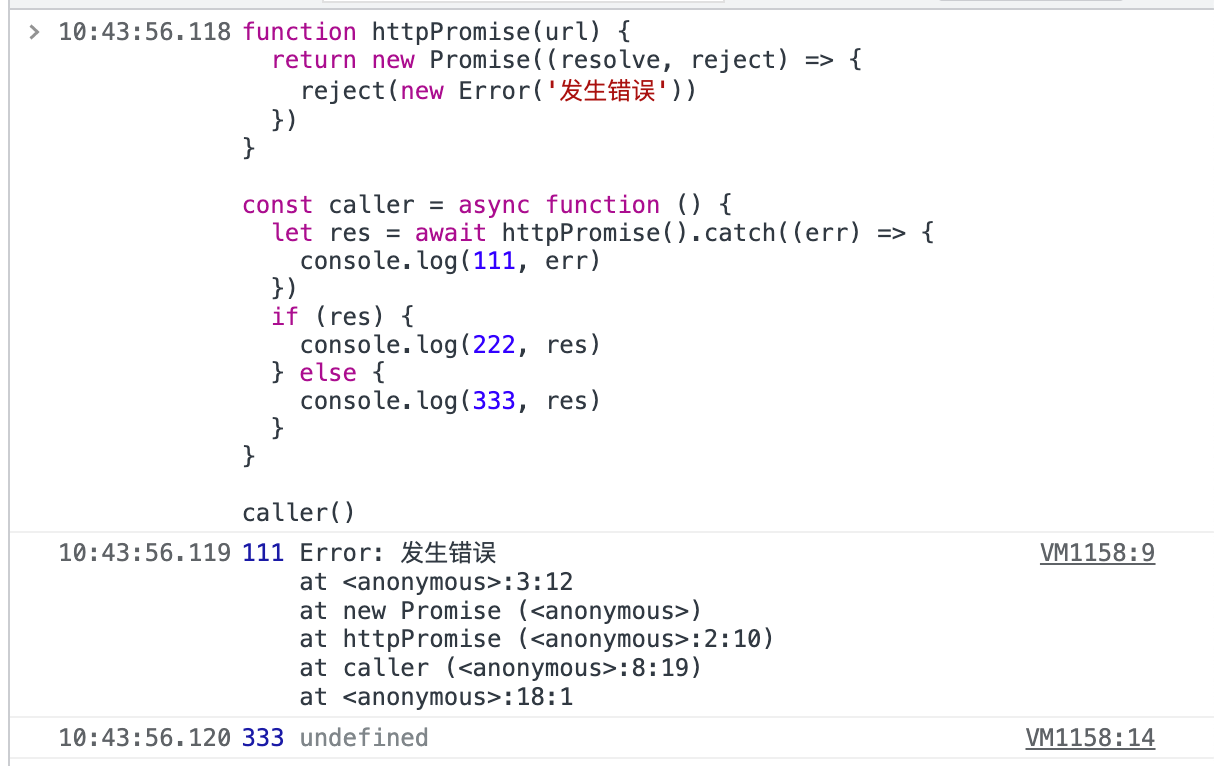 10:43:56.118 function httpPromise(url) {
  return new Promise((resolve, reject) => {
    reject(new Error('发生错误'))
  })
}

const caller = async function () {
  let res = await httpPromise().catch((err) => {
    console.log(111, err)
  })
  if (res) {
    console.log(222, res)
  } else {
    console.log(333, res)
  }
}

caller()
10:43:56.119 111 Error: 发生错误 VM1158:9
    at <anonymous>:3:12
    at new Promise (<anonymous>)
    at httpPromise (<anonymous>:2:10)
    at caller (<anonymous>:8:19)
    at <anonymous>:18:1
10:43:56.120 333 undefined VM1158:14